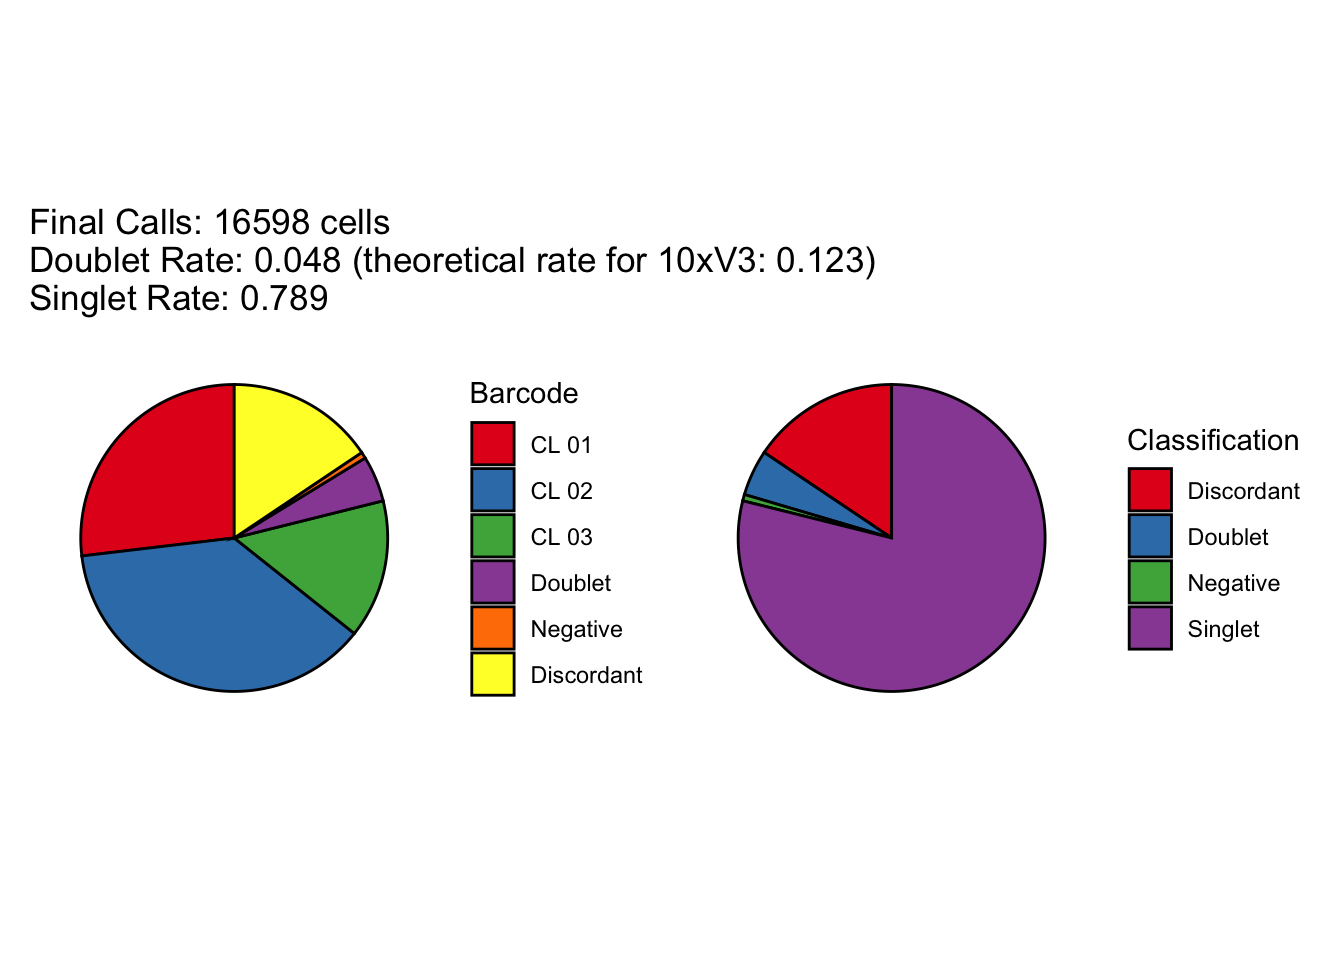 Final Calls: 16598 cells
Doublet Rate: 0.048 (theoretical rate for 10xV3: 0.123)
Singlet Rate: 0.789
Barcode
CL 01
CL 02
CL 03
Doublet
Negative
Discordant
Classification
Discordant
Doublet
Negative
Singlet